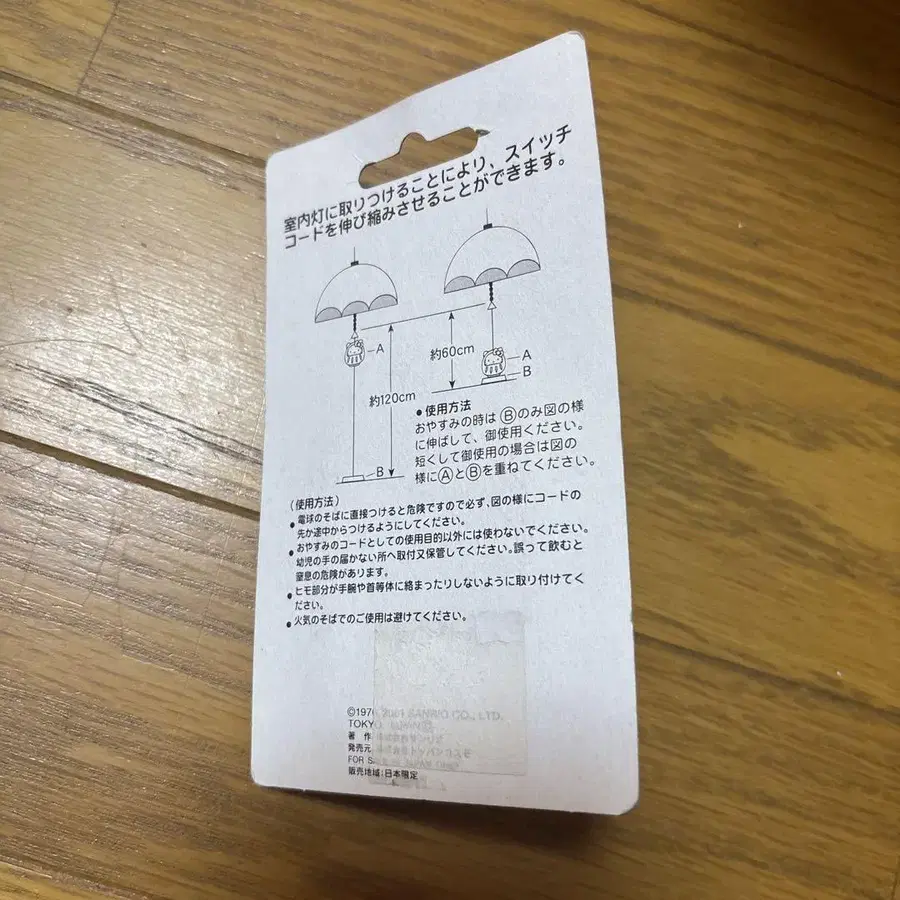 室内灯に取りつけることにより、スイッチ
コードを伸び縮みさせることができます。
A
約120cm
B
約60cm
A
B
● 使用方法
おやすみの時は Ⓑのみ図の様
に伸ばして、御使用ください。
短くして御使用の場合は図の
様にⒶとⒷを重ねてください。
(使用方法)
● 電球のそばに直接つけると危険ですので必ず、図の様にコードの
先か途中からつけるようにしてください。
● おやすみのコードとしての使用目的以外には使わないでください。
● 幼児の手の届かない所へ取付又保管してください。誤って飲むと
窒息の危険があります。
● ヒモ部分が手腕や首等体に絡まったりしないように取り付けてく
ださい。
● 火気のそばでのご使用は避けてください。
©1976, 2001 SANRIO CO., LTD.
TOKYO, JAPAN
著 作
発売元
FOR S
販売地域:日本限定